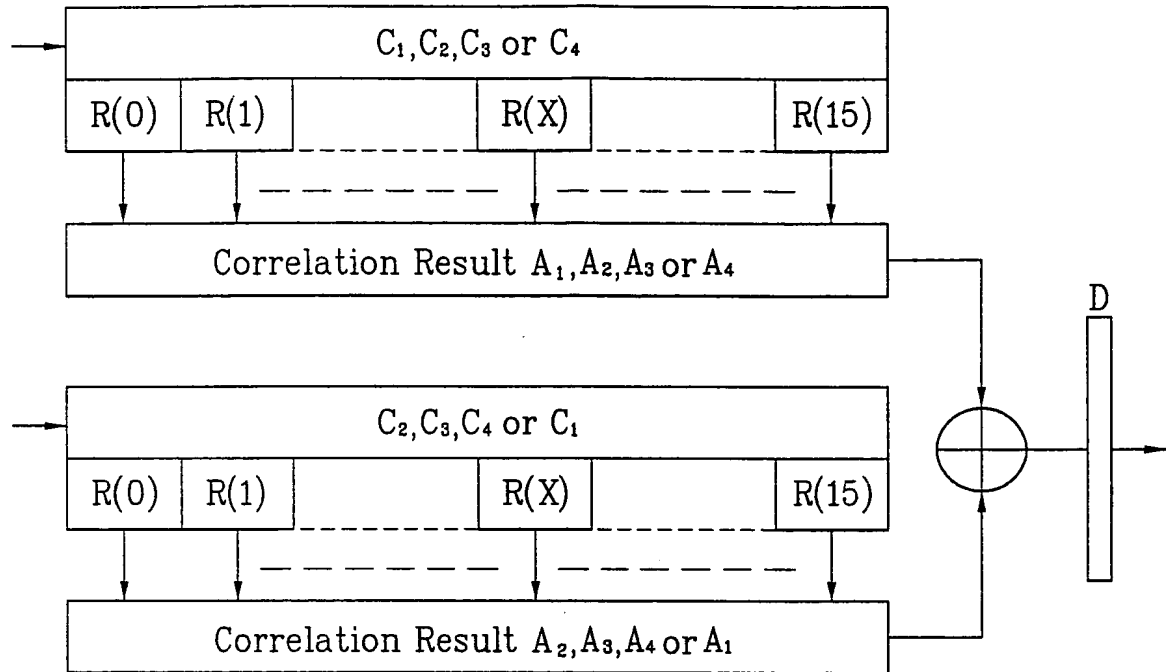 C₁,C₂,C₃ or C₄
R(0) R(1) R(X) R(15)
Correlation Result A₁,A₂,A₃ or A₄
D
C₂,C₃,C₄ or C₁
R(0) R(1) R(X) R(15)
Correlation Result A₂,A₃,A₄ or A₁